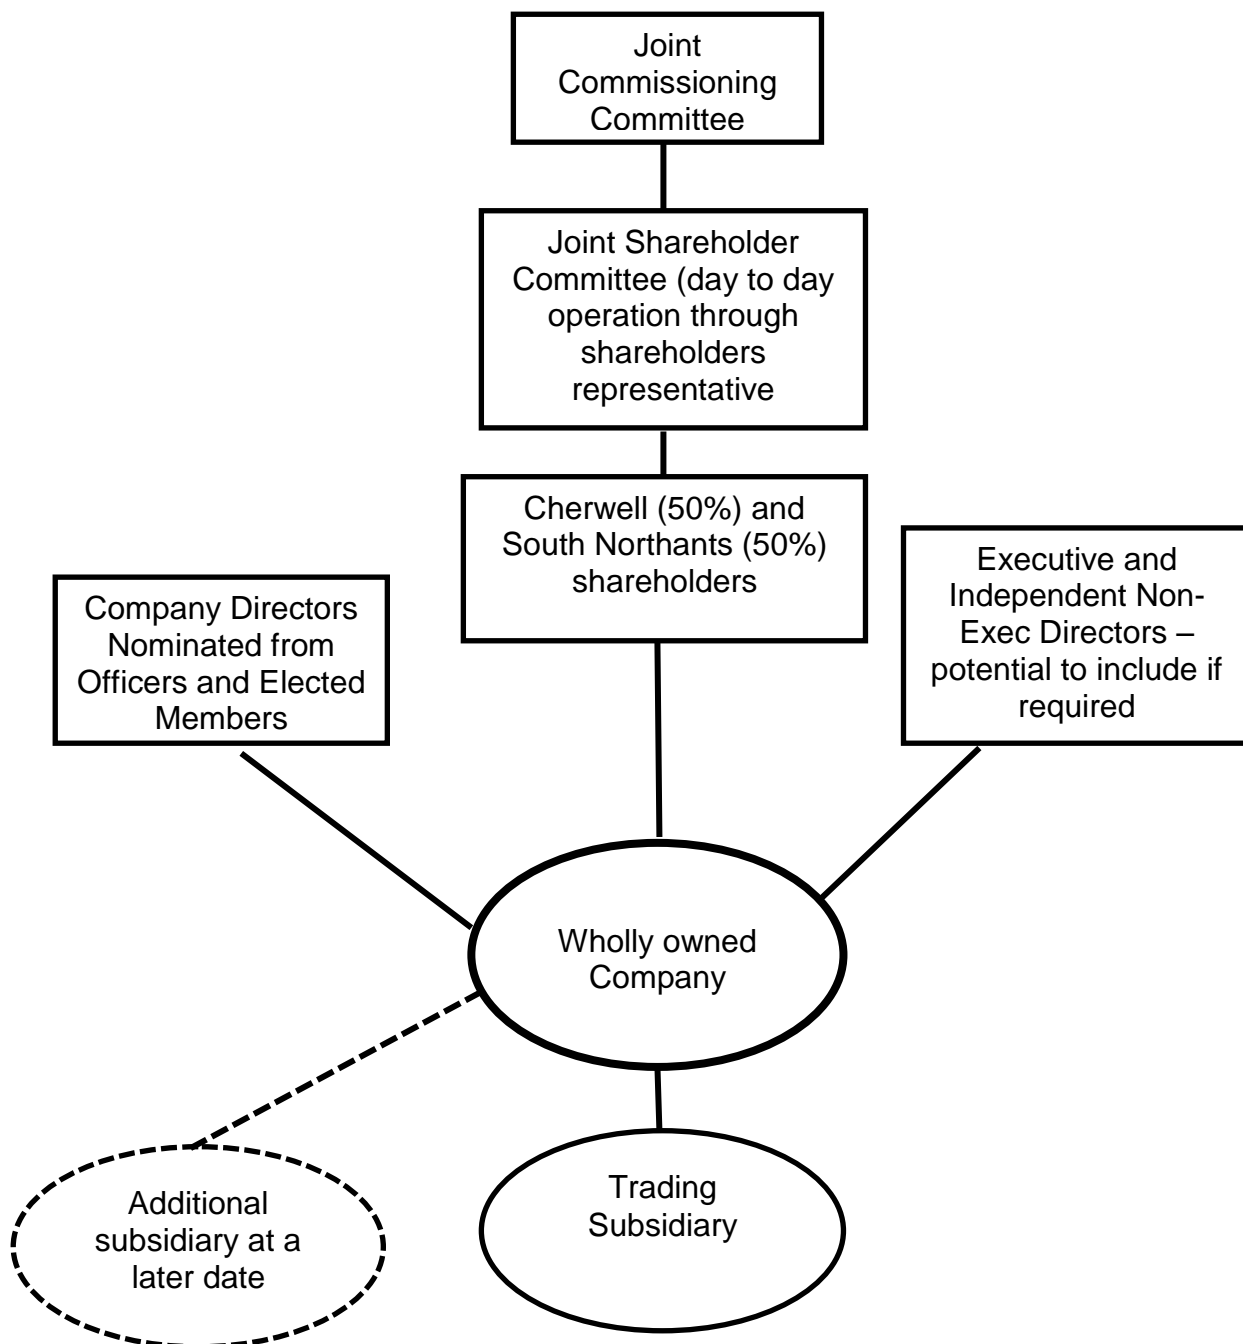 Joint
Commissioning
Committee
Joint Shareholder
Committee (day to day
operation through
shareholders
representative
Cherwell (50%) and
South Northants (50%)
shareholders
Company Directors
Nominated from
Officers and Elected
Members
Executive and
Independent Non-
Exec Directors –
potential to include if
required
Wholly owned
Company
Additional
subsidiary at a
later date
Trading
Subsidiary